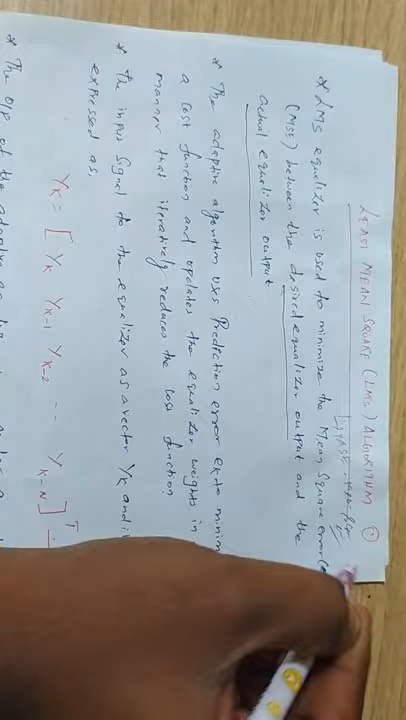 LEAST MEAN SQUARE (LMS) ALGORITHM ①
* LMS equalizer is used to minimize the Mean Square error (e
(MSE) between the desired equalizer output and the
actual equalizer output
* The adaptive algorithm uses Prediction error ek to minim
a cost function and updates the equalizer weights in
manner that iteratively reduces the cost function
* the input signal to the equalizer as a vector Yk and i
expressed as,
Yk = [ Yk Yk-1 Yk-2 -- Yk-N ]T
* The O/P of the adaptive